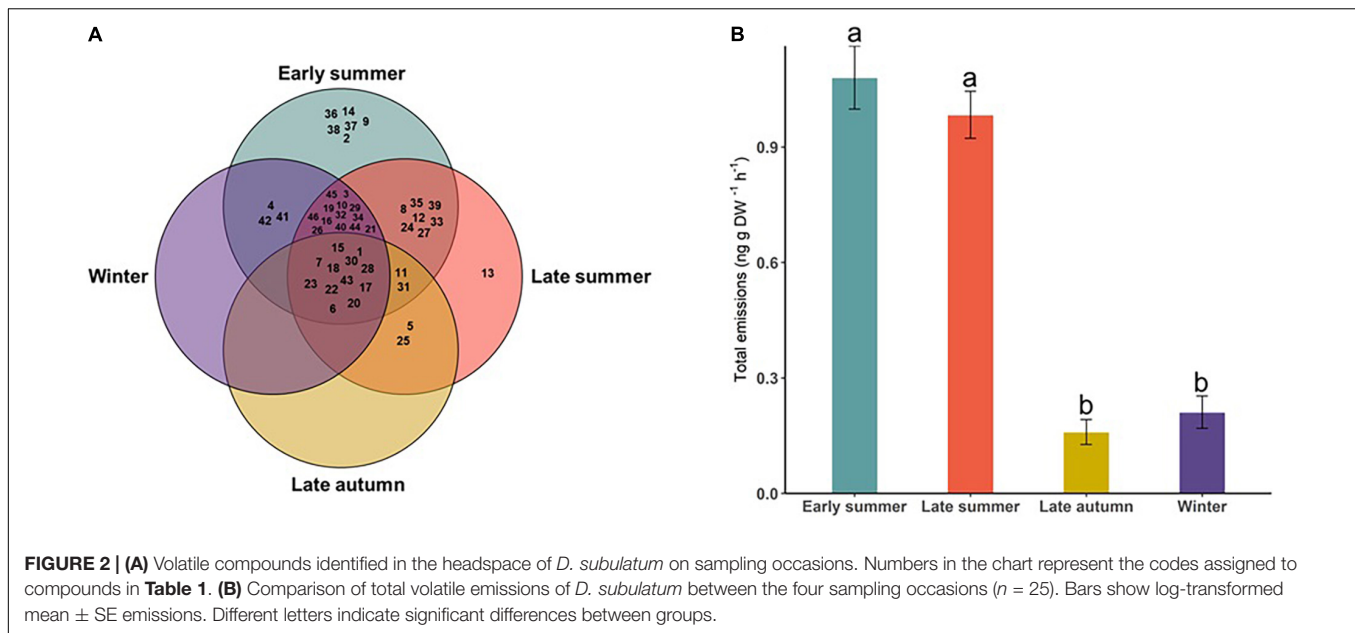 A
Early summer
36 14
38 37 9
2
4
42 41
45 3
19 10 29
46 16 32 34
26 40 44 21
8 35 39
12
24 33
27
15 1
7 18 30 28
23 22 43 17
6 20
11
31
13
5
25
Winter
Late summer
Late autumn
B
a
a
b
b
Total emissions (ng g DW ⁻¹ h⁻¹)
0.9
0.6
0.3
0.0
Early summer Late summer Late autumn Winter
FIGURE 2 | (A) Volatile compounds identified in the headspace of D. subulatum on sampling occasions. Numbers in the chart represent the codes assigned to
compounds in Table 1. (B) Comparison of total volatile emissions of D. subulatum between the four sampling occasions (n = 25). Bars show log-transformed
mean ± SE emissions. Different letters indicate significant differences between groups.